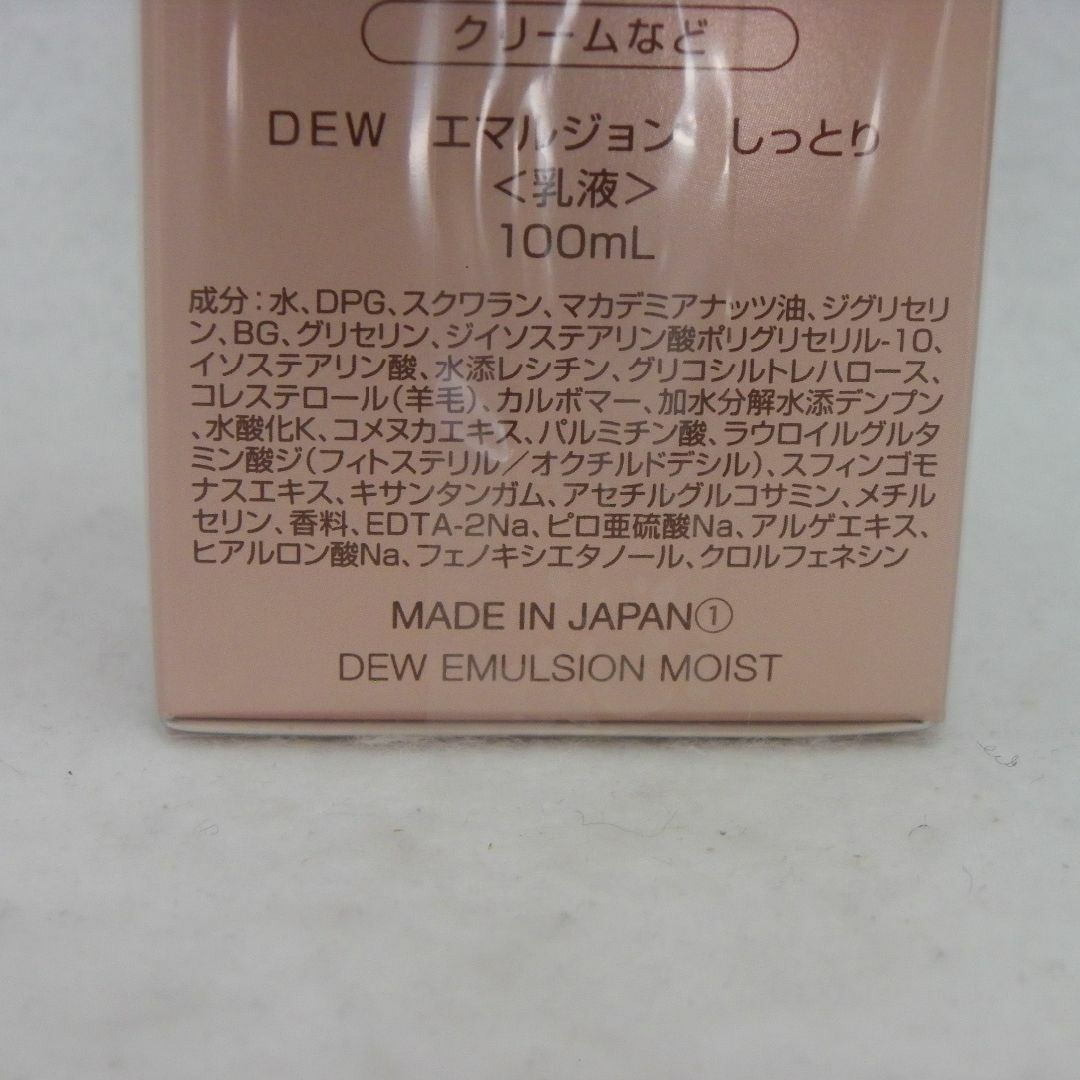 クリームなど
DEW エマルジョン しっとり
<乳液>
100mL
成分:水、DPG、スクワラン、マカデミアナッツ油、ジグリセリ
ン、BG、グリセリン、ジイソステアリン酸ポリグリセリル-10、
イソステアリン酸、水添レシチン、グリコシルトレハロース、
コレステロール(羊毛)、カルボマー、加水分解水添デンプン
、水酸化K、コメヌカエキス、パルミチン酸、ラウロイルグルタ
ミン酸ジ(フィトステリル/オクチルドデシル)、スフィンゴモ
ナスエキス、キサンタンガム、アセチルグルコサミン、メチル
セリン、香料、EDTA-2Na、ピロ亜硫酸Na、アルゲエキス、
ヒアルロン酸Na、フェノキシエタノール、クロルフェネシン
MADE IN JAPAN①
DEW EMULSION MOIST